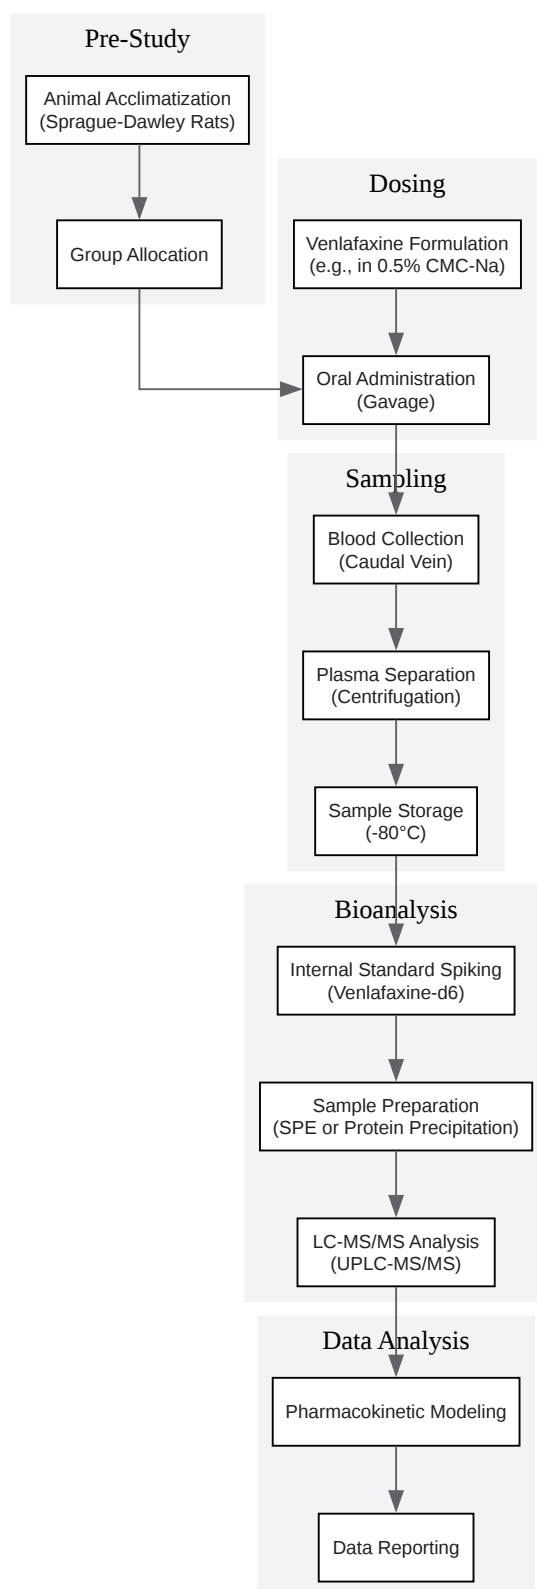 Pre-Study
Animal Acclimatization
(Sprague-Dawley Rats)
Group Allocation
Dosing
Venlafaxine Formulation
(e.g., in 0.5% CMC-Na)
Oral Administration
(Gavage)
Sampling
Blood Collection
(Caudal Vein)
Plasma Separation
(Centrifugation)
Sample Storage
(-80°C)
Bioanalysis
Internal Standard Spiking
(Venlafaxine-d6)
Sample Preparation
(SPE or Protein Precipitation)
LC-MS/MS Analysis
(UPLC-MS/MS)
Data Analysis
Pharmacokinetic Modeling
Data Reporting